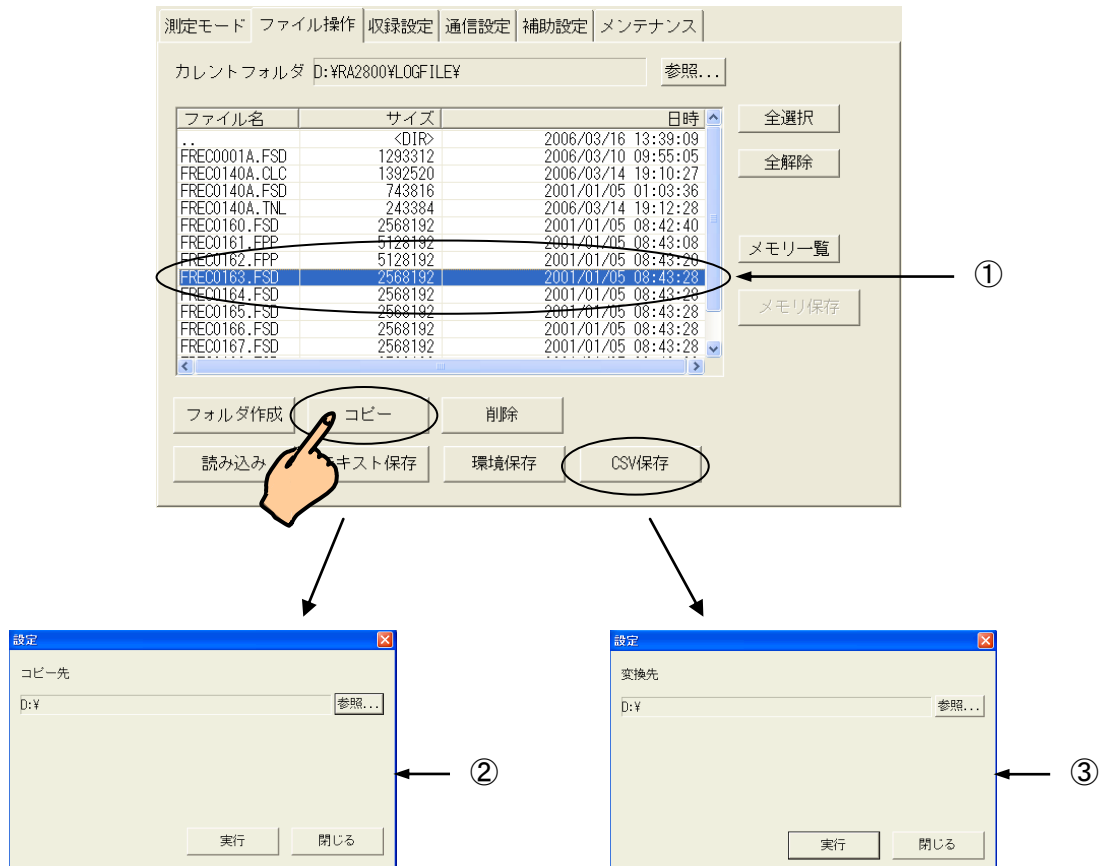 測定モード ファイル操作 収録設定 通信設定 補助設定 メンテナンス
カレントフォルダ D:¥RA2800¥LOGFILE¥ 参照...
ファイル名 サイズ 日時 全選択
.. <DIR> 2006/03/16 13:39:09
FREC0001A.FSD 1293312 2006/03/10 09:55:05
全解除
FREC0140A.CLC 1392520 2006/03/14 19:10:27
FREC0140A.FSD 743816 2001/01/05 01:03:36
FREC0140A.TNL 243384 2006/03/14 19:12:28
FREC0160.FSD 2568192 2001/01/05 08:42:40
FREC0161.FPP 5128192 2001/01/05 08:43:08
メモリ一覧
FREC0162.FPP 5128192 2001/01/05 08:43:20
FREC0163.FSD 2568192 2001/01/05 08:43:28 ①
FREC0164.FSD 2568192 2001/01/05 08:43:28
メモリ保存
FREC0165.FSD 2568192 2001/01/05 08:43:28
FREC0166.FSD 2568192 2001/01/05 08:43:28
FREC0167.FSD 2568192 2001/01/05 08:43:28
フォルダ作成 コピー 削除
読み込み キスト保存 環境保存 CSV保存
設定
コピー先
D:¥ 参照...
②
実行 閉じる
設定
変換先
D:¥ 参照...
③
実行 閉じる